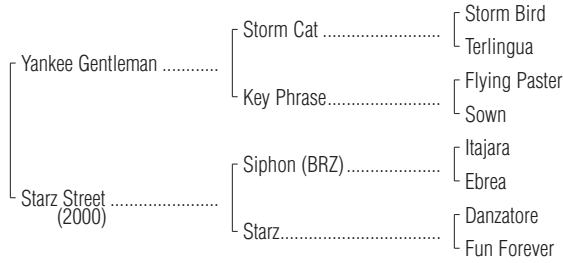 Storm Bird
Storm Cat ........................
Terlingua
Yankee Gentleman ............
Flying Paster
Key Phrase.......................
Sown
Itajara
Siphon (BRZ)...................
Ebrea
Starz Street .......................
(2000)
Danzatore
Starz.................................
Fun Forever